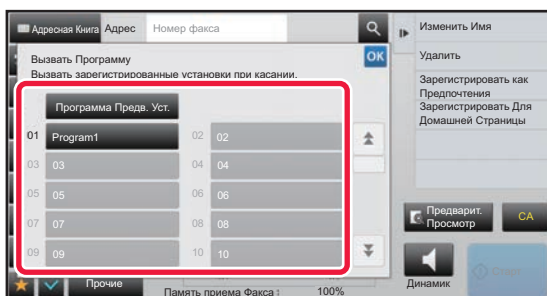 Адресная Книга Адрес Номер факса
Изменить Имя
Вызвать Программу OK
Удалить
Вызвать зарегистрированные установки при касании.
Зарегистрировать как
Предпочтения
Программа Предв. Уст.
Зарегистрировать Для
Домашней Страницы
01 Program1 02 02
03 03 04 04
05 05 06 06
07 07 08 08
Предварит.
Просмотр CA
09 09 10 10
Прочие
Память приема Факса 100%
Динамик
Старт